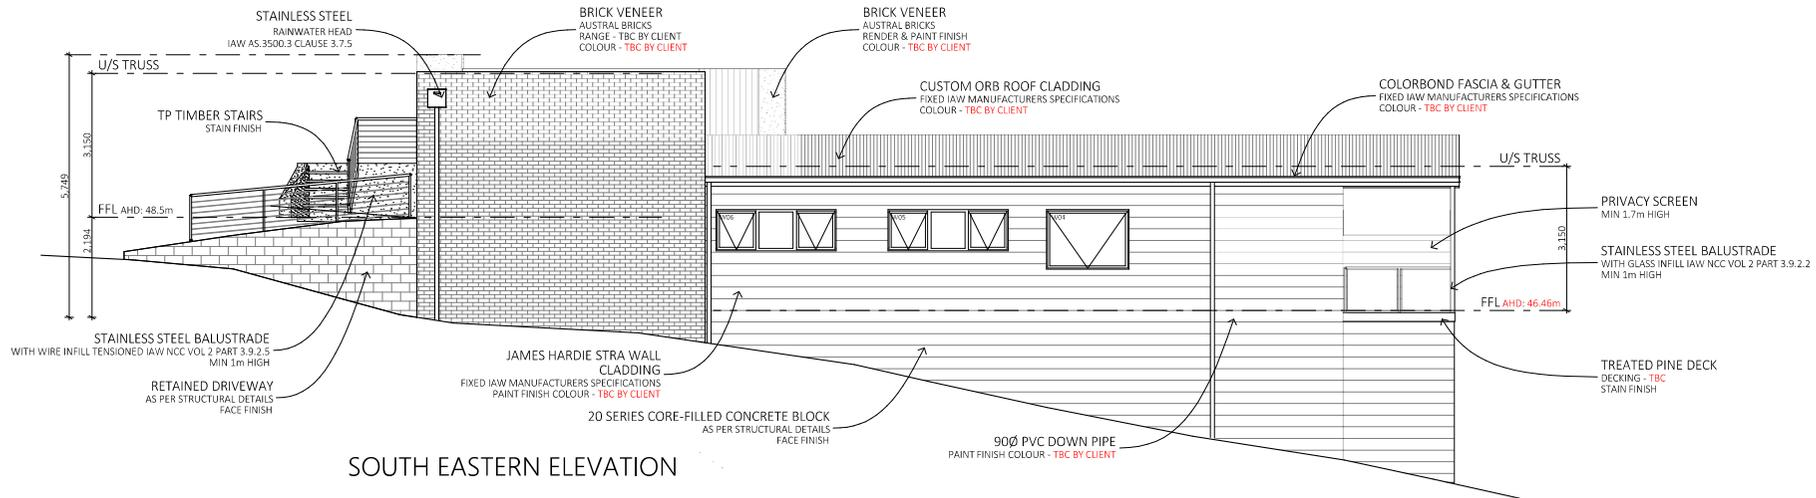 STAINLESS STEEL
RAINWATER HEAD
IAW AS.3500.3 CLAUSE 3.7.5
BRICK VENEER
AUSTRAL BRICKS
RANGE - TBC BY CLIENT
COLOUR - TBC BY CLIENT
BRICK VENEER
AUSTRAL BRICKS
RENDER & PAINT FINISH
COLOUR - TBC BY CLIENT
U/S TRUSS
CUSTOM ORB ROOF CLADDING
FIXED IAW MANUFACTURERS SPECIFICATIONS
COLOUR - TBC BY CLIENT
COLORBOND FASCIA & GUTTER
FIXED IAW MANUFACTURERS SPECIFICATIONS
COLOUR - TBC BY CLIENT
TP TIMBER STAIRS
STAIN FINISH
3,150
5,749
U/S TRUSS
FFL AHD: 48.5m
2,194
W06
W05
W04
3,150
PRIVACY SCREEN
MIN 1.7m HIGH
STAINLESS STEEL BALUSTRADE
WITH GLASS INFILL IAW NCC VOL 2 PART 3.9.2.2
MIN 1m HIGH
FFL AHD: 46.46m
STAINLESS STEEL BALUSTRADE
WITH WIRE INFILL TENSIONED IAW NCC VOL 2 PART 3.9.2.5
MIN 1m HIGH
RETAINED DRIVEWAY
AS PER STRUCTURAL DETAILS
FACE FINISH
JAMES HARDIE STRA WALL
CLADDING
FIXED IAW MANUFACTURERS SPECIFICATIONS
PAINT FINISH COLOUR - TBC BY CLIENT
TREATED PINE DECK
DECKING - TBC
STAIN FINISH
20 SERIES CORE-FILLED CONCRETE BLOCK
AS PER STRUCTURAL DETAILS
FACE FINISH
90Ø PVC DOWN PIPE
PAINT FINISH COLOUR - TBC BY CLIENT
SOUTH EASTERN ELEVATION